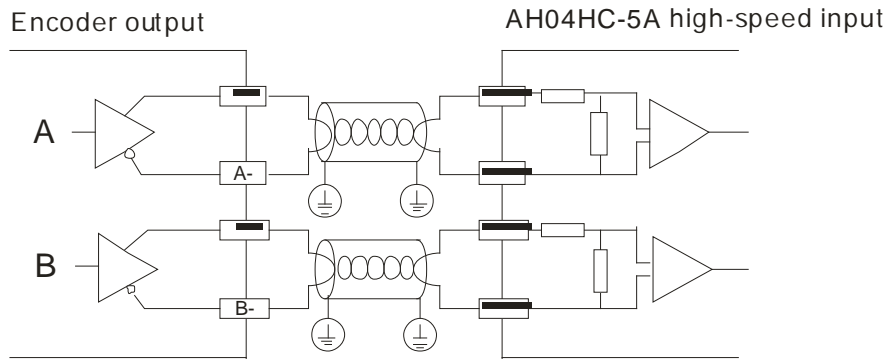 Encoder output
AH04HC-5A high-speed input
A
A-
B
B-